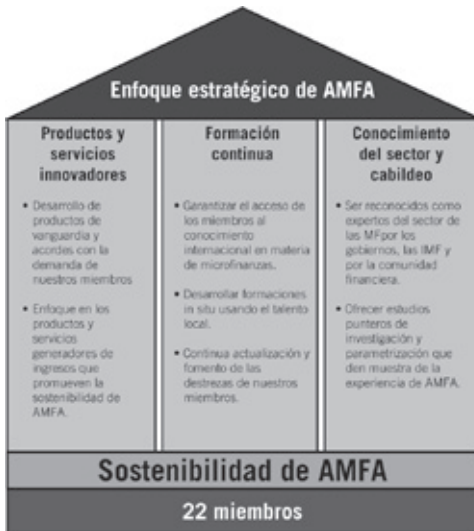 Enfoque estratégico de AMFA
Productos y
servicios
innovadores
• Desarrollo de
productos de
vanguardia y
acordes con la
demanda de
nuestros miembros
• Enfoque en los
productos y
servicios
generadores de
ingresos que
promueven la
sostenibilidad de
AMFA.
Formación
continua
• Garantizar el acceso de
los miembros al
conocimiento
internacional en materia
de microfinanzas.
• Desarrollar formaciones
in situ usando el talento
local.
• Continua actualización y
fomento de las
destrezas de nuestros
miembros.
Conocimiento
del sector y
cabildeo
• Ser reconocidos como
expertos del sector de
las MFpor los
gobiernos, las IMF y
por la comunidad
financiera.
• Ofrecer estudios
punteros de
investigación y
parametrización que
den muestra de la
experiencia de AMFA.
Sostenibilidad de AMFA
22 miembros